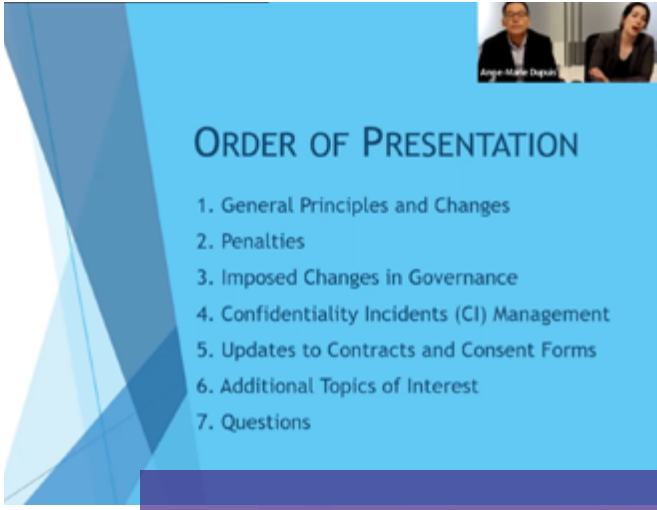 Anne-Marie Dupuis
ORDER OF PRESENTATION
1. General Principles and Changes
2. Penalties
3. Imposed Changes in Governance
4. Confidentiality Incidents (CI) Management
5. Updates to Contracts and Consent Forms
6. Additional Topics of Interest
7. Questions